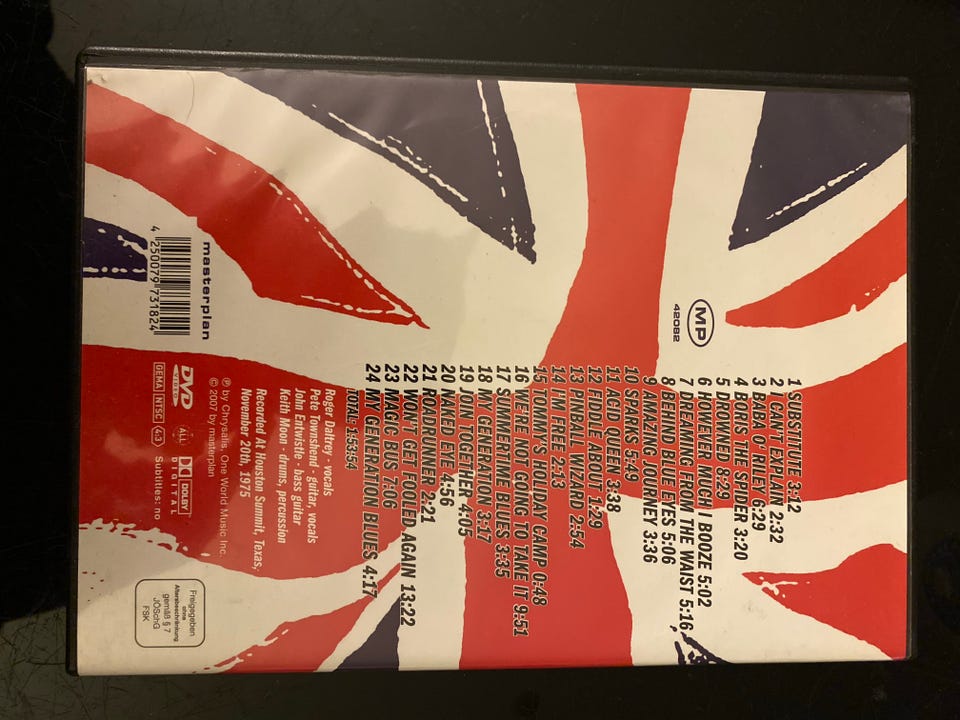 MP
42082
1 SUBSTITUTE 3:12
2 I CAN'T EXPLAIN 2:32
3 BABA O' RILEY 6:29
4 BORIS THE SPIDER 3:20
5 DROWNED 8:29
6 HOWEVER MUCH I BOOZE 5:02
7 DREAMING FROM THE WAIST 5:16
8 BEHIND BLUE EYES 5:06
9 AMAZING JOURNEY 3:36
10 SPARKS 5:49
11 ACID QUEEN 3:38
12 FIDDLE ABOUT 1:29
13 PINBALL WIZARD 2:54
14 I'M FREE 2:13
15 TOMMY'S HOLIDAY CAMP 0:48
16 WE'RE NOT GOING TO TAKE IT 9:51
17 SUMMERTIME BLUES 3:35
18 MY GENERATION 3:17
19 JOIN TOGETHER 4:05
20 NAKED EYE 4:56
21 ROADRUNNER 2:21
22 WON'T GET FOOLED AGAIN 13:22
23 MAGIC BUS 7:06
24 MY GENERATION BLUES 4:17
TOTAL: 1:53:54
Roger Daltrey · vocals
Pete Townshend · guitar, vocals
John Entwistle · bass guitar
Keith Moon · drums, percussion
Recorded At Houston Summit, Texas,
November 20th, 1975
℗ by Chrysalis, One World Music Inc.
© 2007 by masterplan
masterplan
4 250079 731824
DVD VIDEO
ALL
DOLBY DIGITAL
GEMA NTSC 4:3 Subtitles: no
Freigegeben
ohne
Altersbeschränkung
gemäß § 7
JÖSchG
FSK